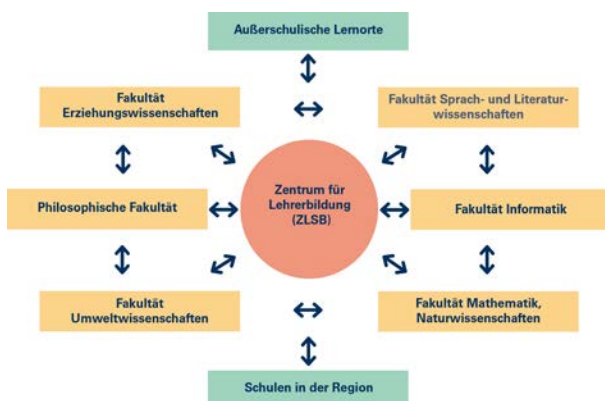 Außerschulische Lernorte
Fakultät
Erziehungswissenschaften
Fakultät Sprach- und Literatur-
wissenschaften
Philosophische Fakultät
Zentrum für
Lehrerbildung
(ZLSB)
Fakultät Informatik
Fakultät
Umweltwissenschaften
Fakultät Mathematik,
Naturwissenschaften
Schulen in der Region